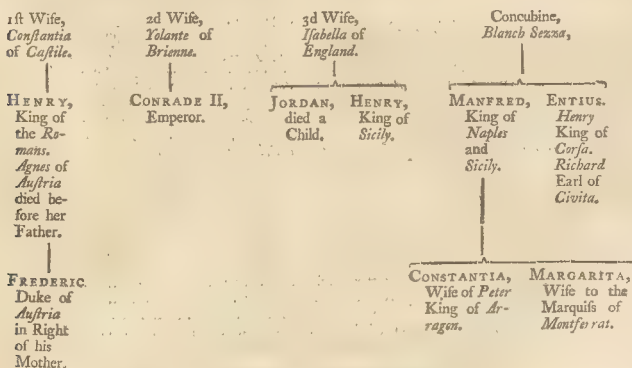 1ſt Wife,
Conſtantia
of Caſtile.
2d Wife,
Yolante of
Brienne.
3d Wife,
Iſabella of
England.
Concubine,
Blanch Sezza,
HENRY,
King of
the Ro-
mans.
Agnes of
Auſtria
died be-
fore her
Father.
CONRADE II,
Emperor.
JORDAN,
died a
Child.
HENRY,
King of
Sicily.
MANFRED,
King of
Naples
and
Sicily.
ENTIUS.
Henry
King of
Corſa.
Richard
Earl of
Civita.
FREDERIC.
Duke of
Auſtria
in Right
of his
Mother.
CONSTANTIA,
Wife of Peter
King of Ar-
ragon.
MARGARITA,
Wife to the
Marquiſs of
Montferrat.